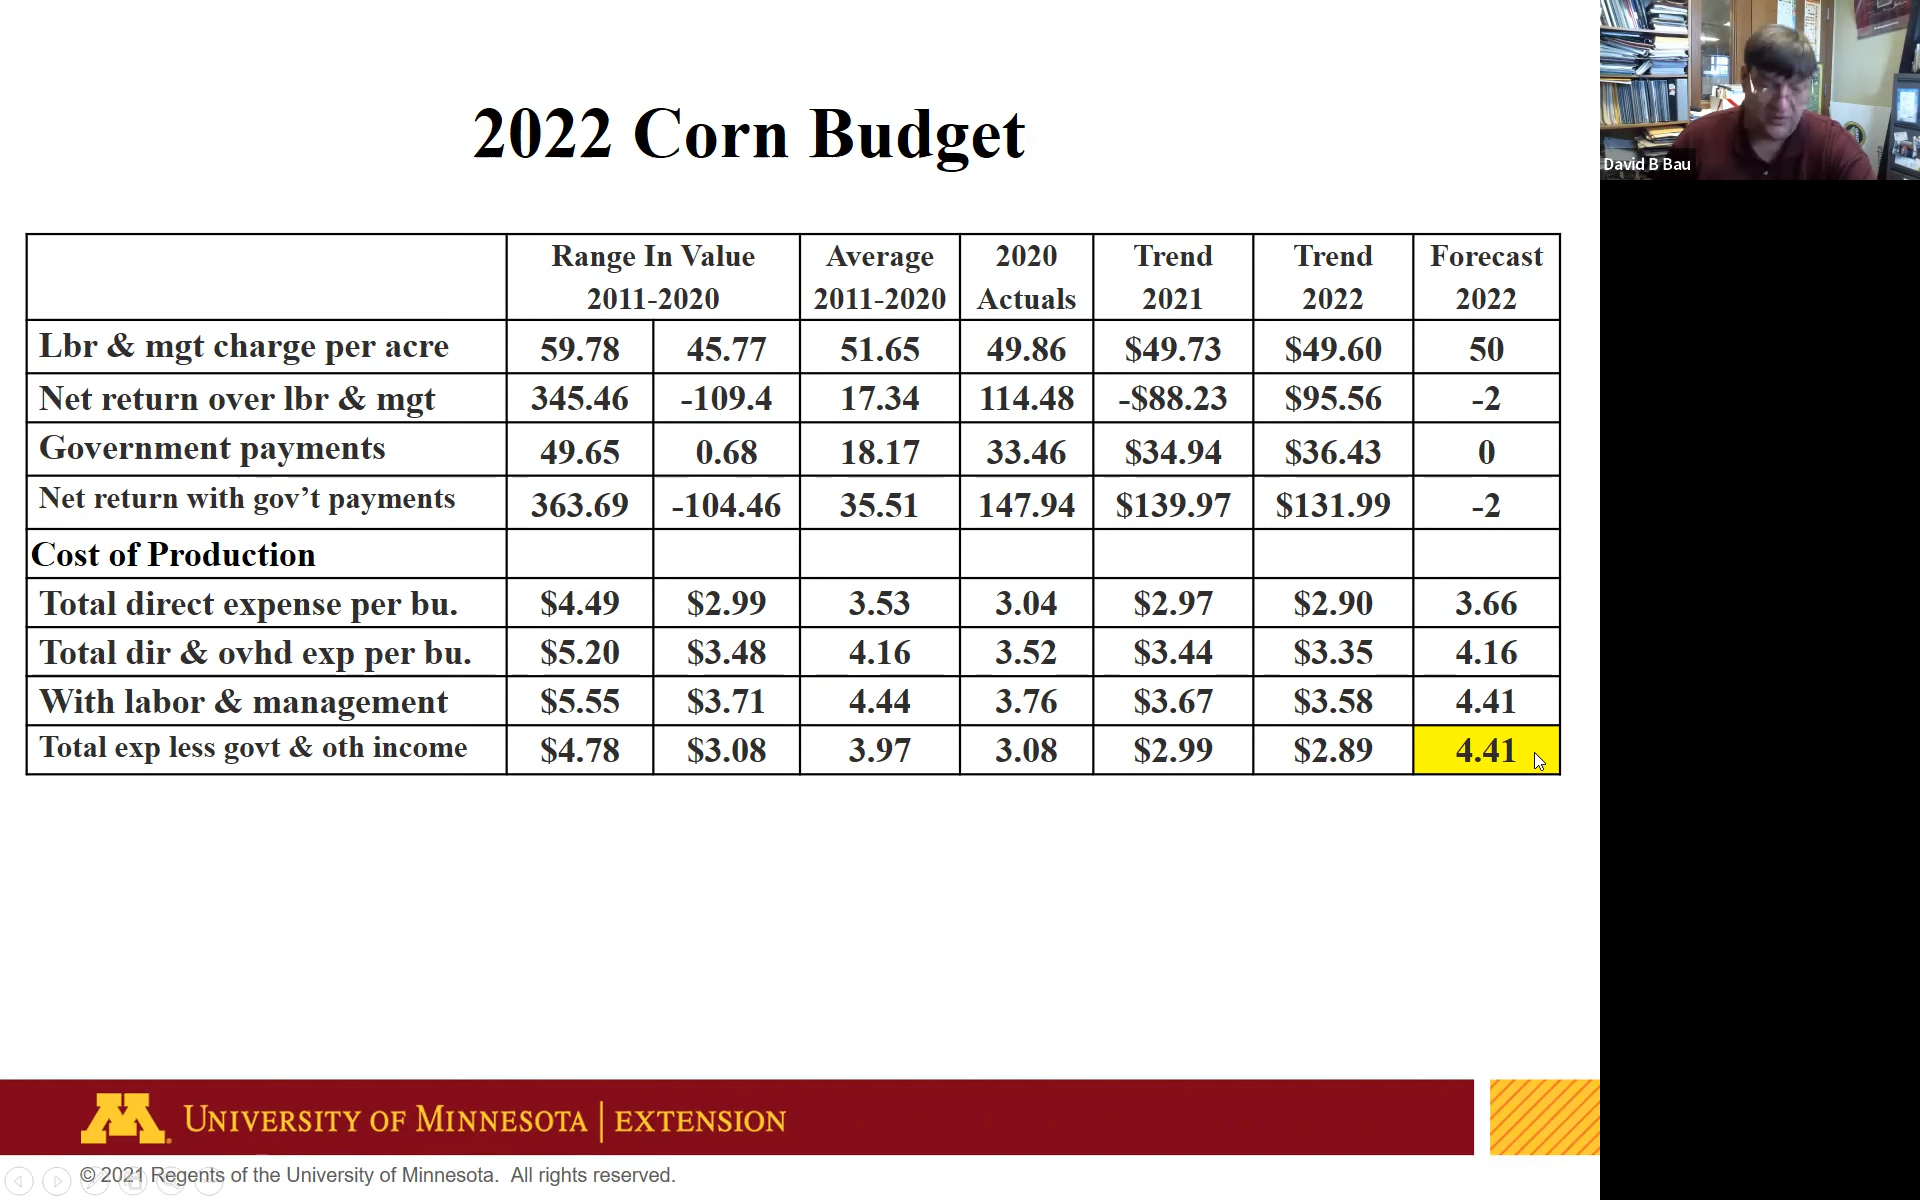 2022 Corn Budget
Range In Value 2011-2020 Average 2011-2020 2020 Actuals Trend 2021 Trend 2022 Forecast 2022
Lbr & mgt charge per acre 59.78 45.77 51.65 49.86 $49.73 $49.60 50
Net return over lbr & mgt 345.46 -109.4 17.34 114.48 -$88.23 $95.56 -2
Government payments 49.65 0.68 18.17 33.46 $34.94 $36.43 0
Net return with gov’t payments 363.69 -104.46 35.51 147.94 $139.97 $131.99 -2
Cost of Production
Total direct expense per bu. $4.49 $2.99 3.53 3.04 $2.97 $2.90 3.66
Total dir & ovhd exp per bu. $5.20 $3.48 4.16 3.52 $3.44 $3.35 4.16
With labor & management $5.55 $3.71 4.44 3.76 $3.67 $3.58 4.41
Total exp less govt & oth income $4.78 $3.08 3.97 3.08 $2.99 $2.89 4.41
David B Bau
M University of Minnesota | EXTENSION
© 2021 Regents of the University of Minnesota. All rights reserved.